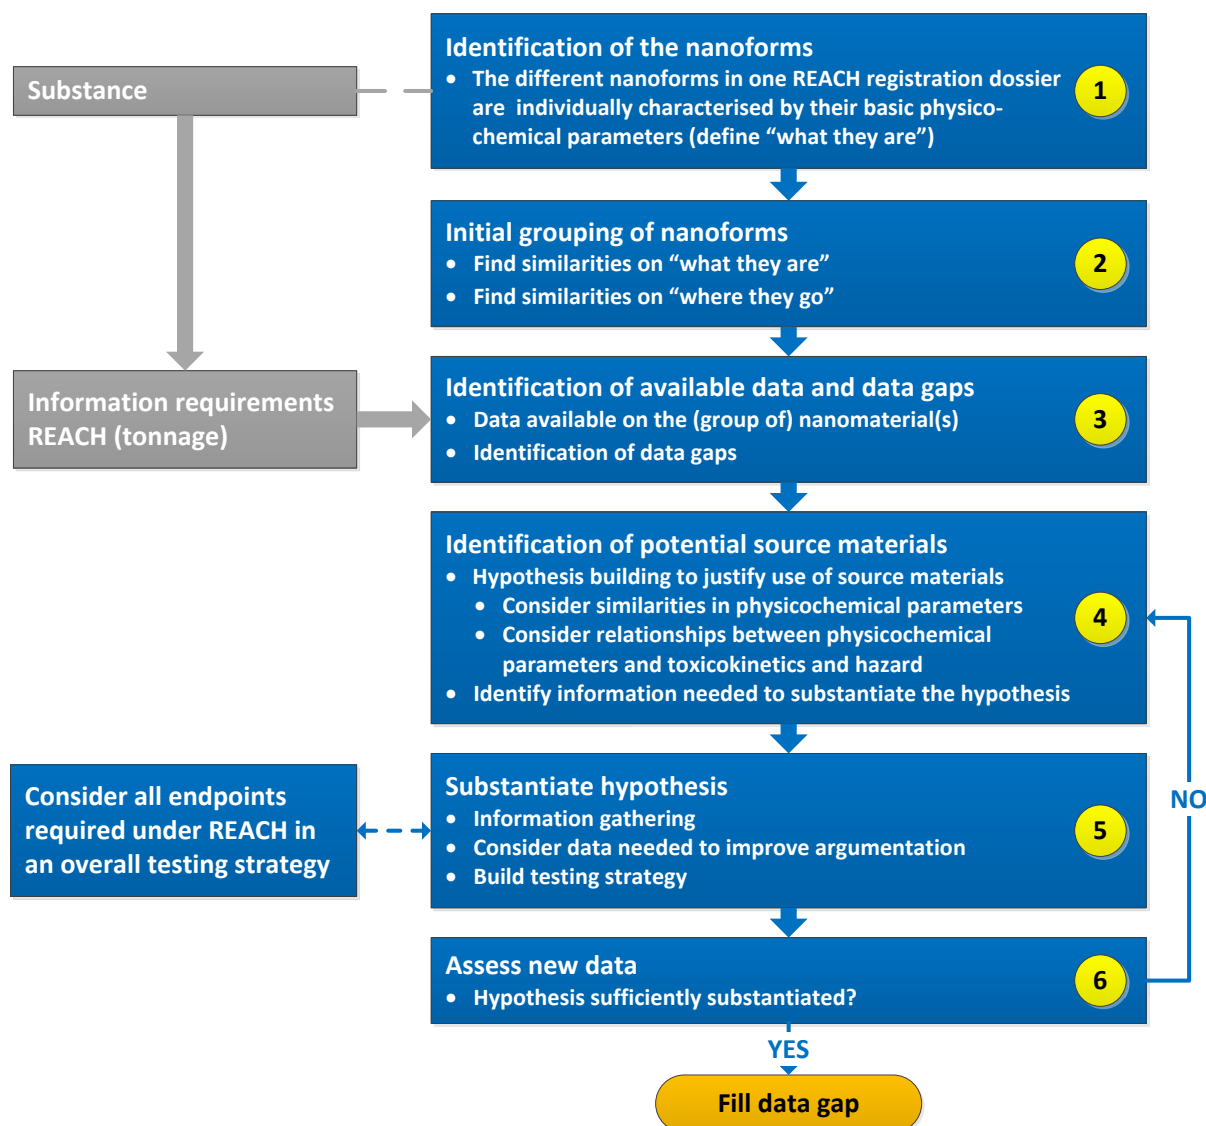 Identification of the nanoforms
• The different nanoforms in one REACH registration dossier
are individually characterised by their basic physico-
chemical parameters (define “what they are”)
1
Substance
Initial grouping of nanoforms
• Find similarities on “what they are”
• Find similarities on “where they go”
2
Information requirements
REACH (tonnage)
Identification of available data and data gaps
• Data available on the (group of) nanomaterial(s)
• Identification of data gaps
3
Identification of potential source materials
• Hypothesis building to justify use of source materials
• Consider similarities in physicochemical parameters
• Consider relationships between physicochemical
parameters and toxicokinetics and hazard
• Identify information needed to substantiate the hypothesis
4
Consider all endpoints
required under REACH in
an overall testing strategy
Substantiate hypothesis
• Information gathering
• Consider data needed to improve argumentation
• Build testing strategy
5
NO
Assess new data
• Hypothesis sufficiently substantiated?
6
YES
Fill data gap